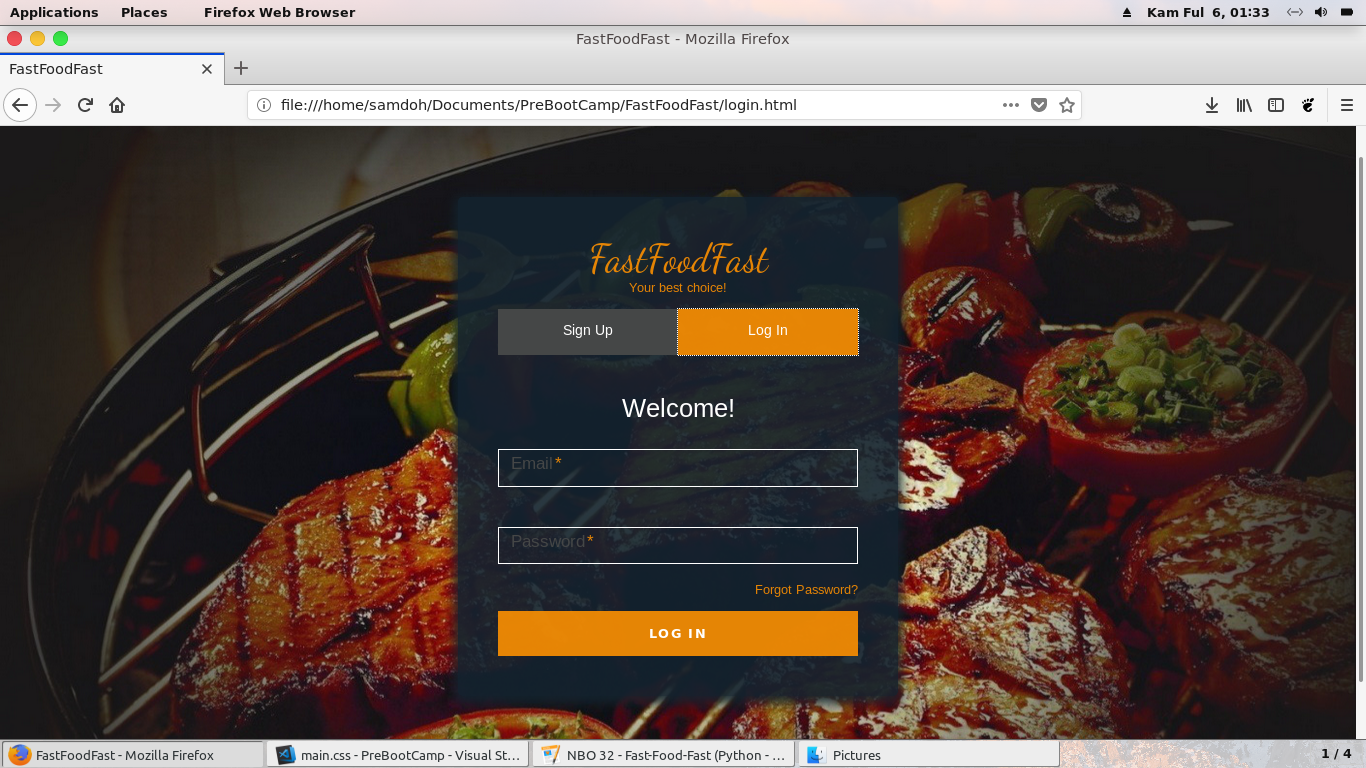 Applications Places Firefox Web Browser Kam Ful 6, 01:33
FastFoodFast - Mozilla Firefox
FastFoodFast
file:///home/samdoh/Documents/PreBootCamp/FastFoodFast/login.html
FastFoodFast
Your best choice!
Sign Up Log In
Welcome!
Email*
Password*
Forgot Password?
LOG IN
FastFoodFast - Mozilla Firefox main.css - PreBootCamp - Visual St... NBO 32 - Fast-Food-Fast (Python - ... Pictures 1 / 4